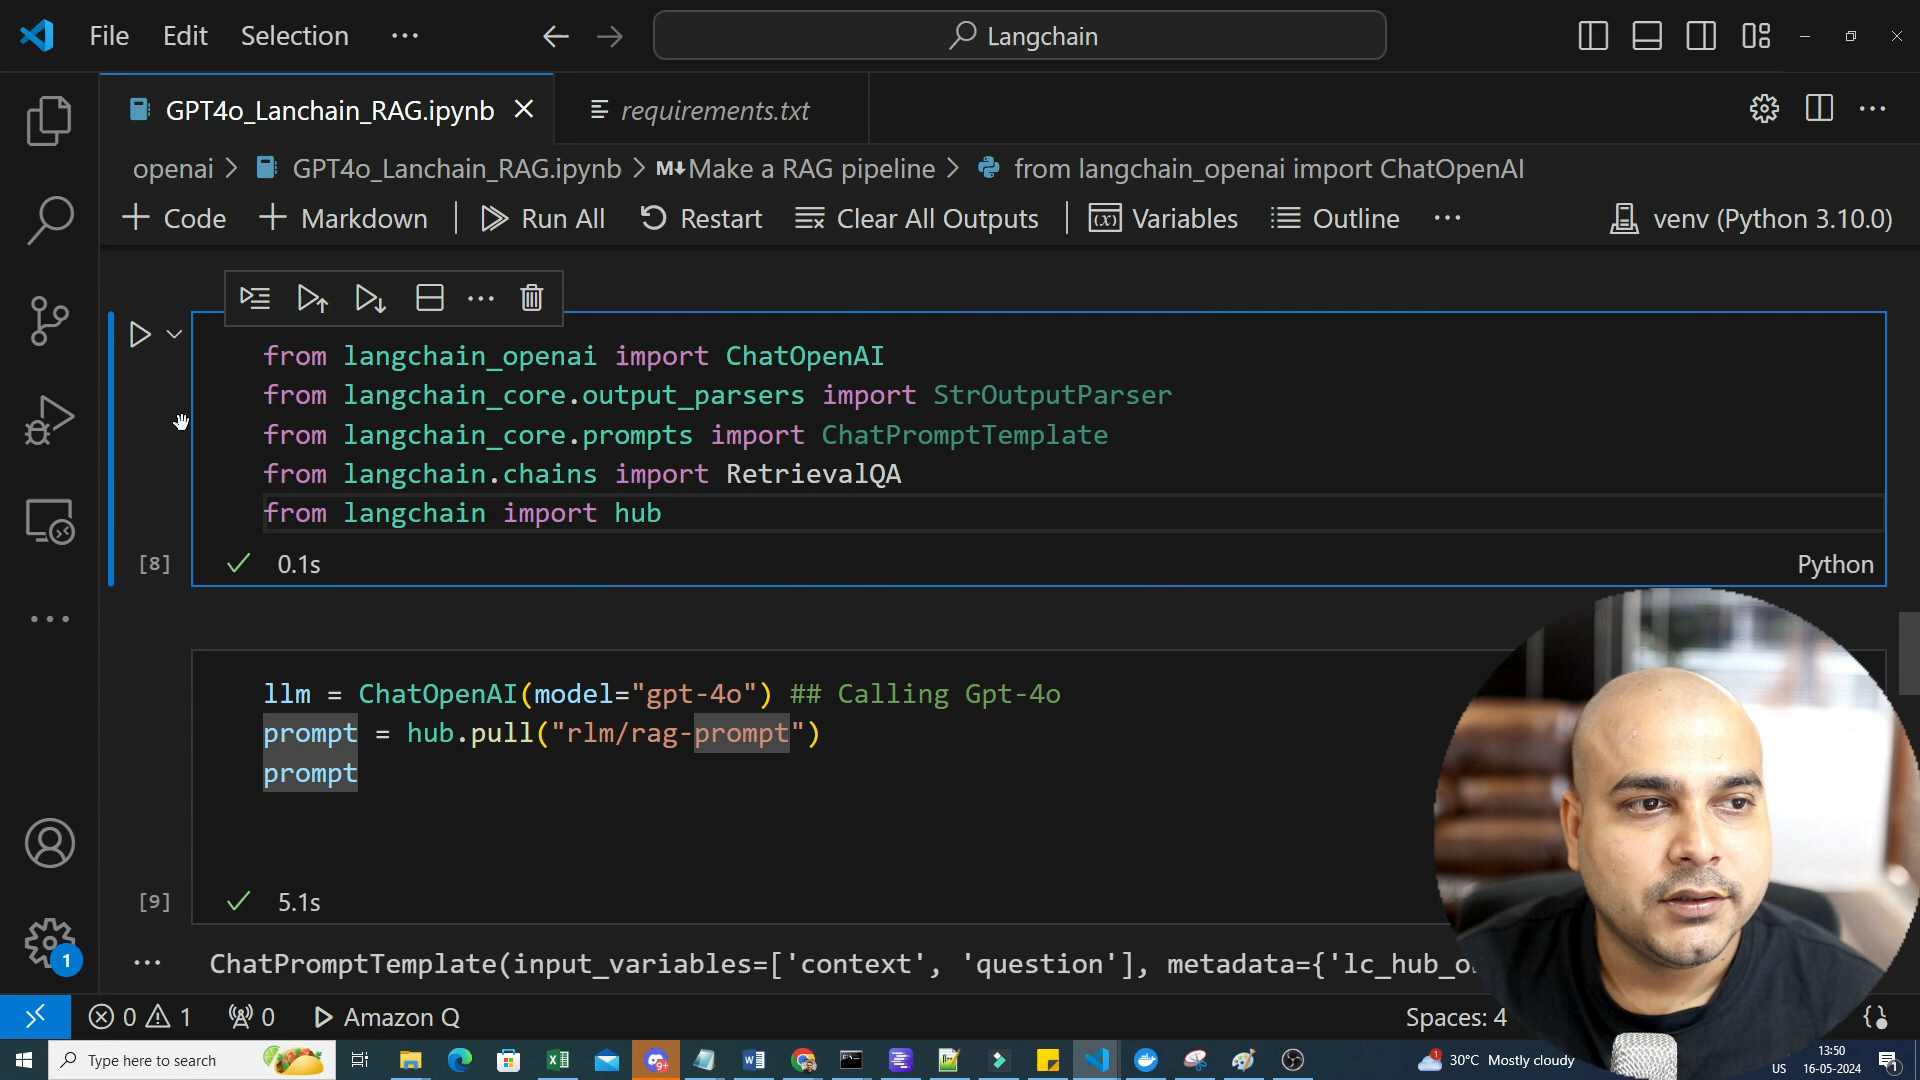 File Edit Selection ···
Langchain
GPT4o_Lanchain_RAG.ipynb
requirements.txt
openai > GPT4o_Lanchain_RAG.ipynb > M↓Make a RAG pipeline > from langchain_openai import ChatOpenAI
+ Code + Markdown Run All Restart Clear All Outputs Variables Outline ··· venv (Python 3.10.0)
from langchain_openai import ChatOpenAI
from langchain_core.output_parsers import StrOutputParser
from langchain_core.prompts import ChatPromptTemplate
from langchain.chains import RetrievalQA
from langchain import hub
[8] ✓ 0.1s Python
llm = ChatOpenAI(model="gpt-4o") ## Calling Gpt-4o
prompt = hub.pull("rlm/rag-prompt")
prompt
[9] ✓ 5.1s
1
··· ChatPromptTemplate(input_variables=['context', 'question'], metadata={'lc_hub_o
0 1 0 Amazon Q Spaces: 4
Type here to search
9+
1
30°C Mostly cloudy
US
13:50
16-05-2024
1